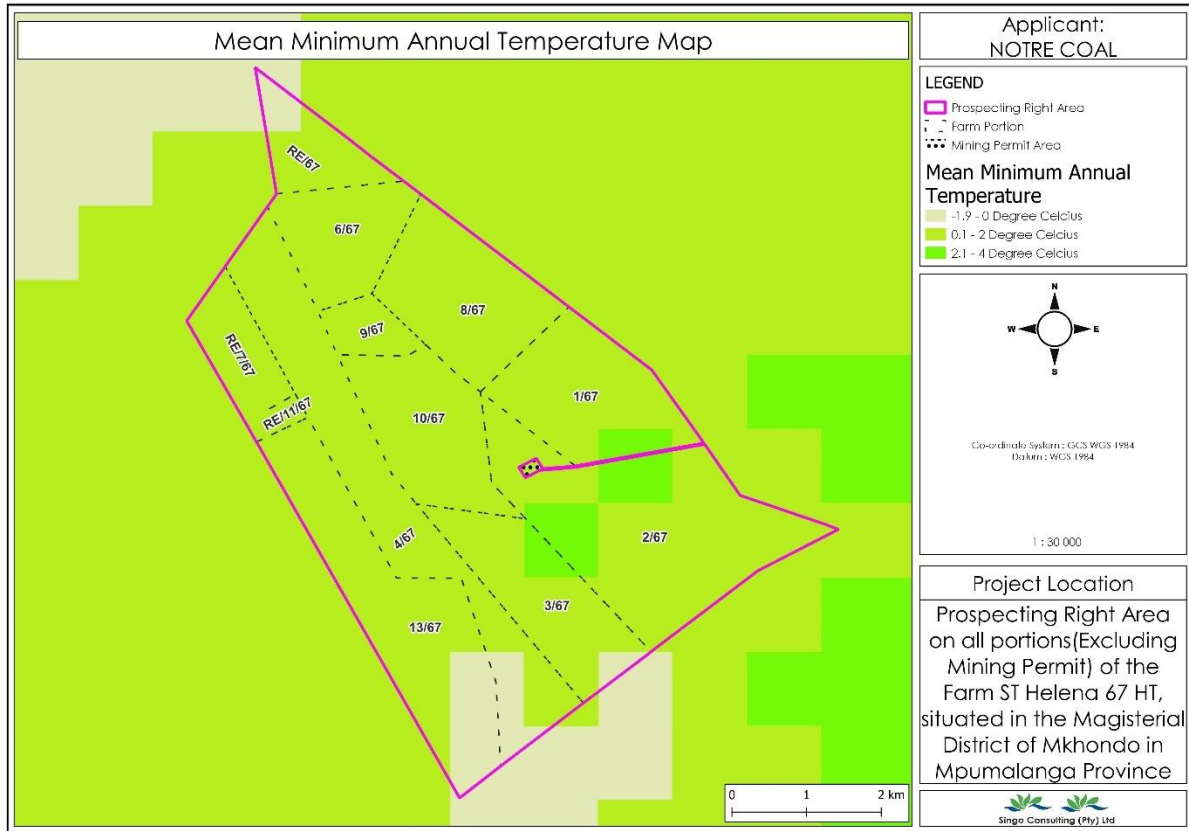 Mean Minimum Annual Temperature Map
RE/67
6/67
8/67
9/67
RE/7/67
RE/11/67
10/67
1/67
2/67
4/67
3/67
13/67
0 1 2 km
Applicant:
NOTRE COAL
LEGEND
Prospecting Right Area
Farm Portion
Mining Permit Area
Mean Minimum Annual
Temperature
-1.9 - 0 Degree Celcius
0.1 - 2 Degree Celcius
2.1 - 4 Degree Celcius
N
W E
S
Co-ordinate System : GCS WGS 1984
Datum : WGS 1984
1 : 30 000
Project Location
Prospecting Right Area
on all portions(Excluding
Mining Permit) of the
Farm ST Helena 67 HT,
situated in the Magisterial
District of Mkhondo in
Mpumalanga Province
Singo Consulting (Pty) Ltd